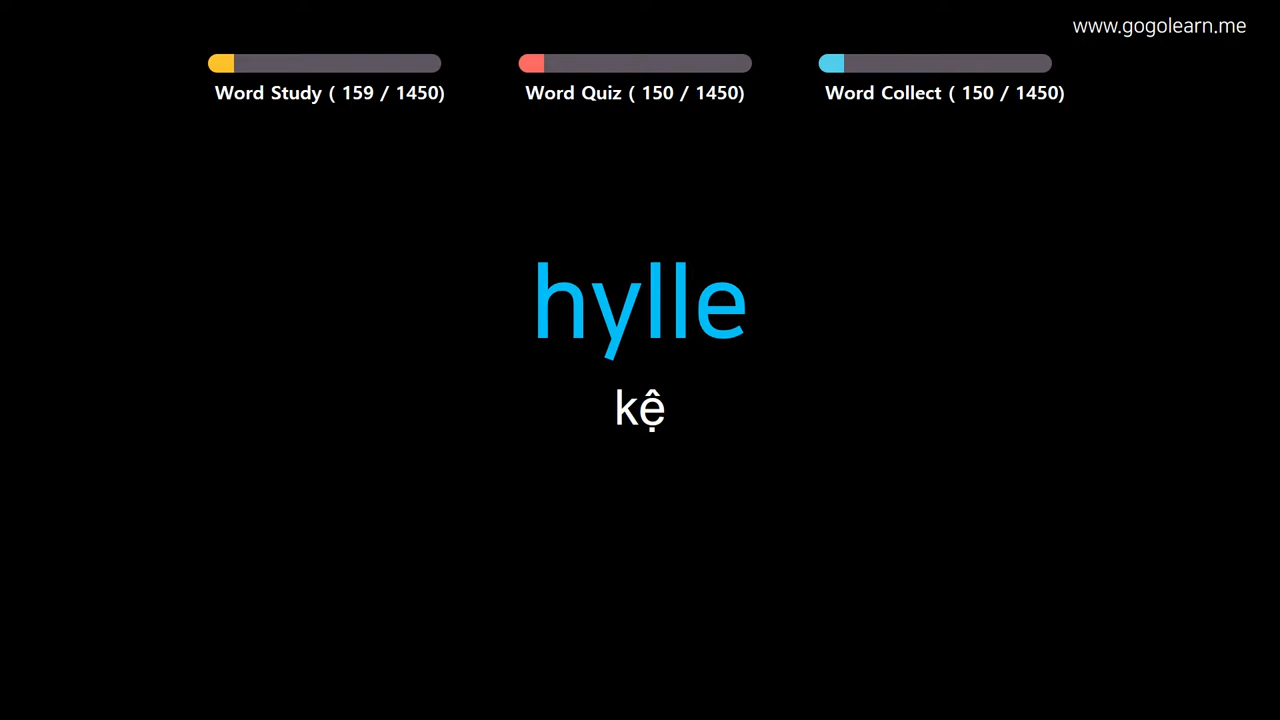 www.gogolearn.me
Word Study ( 159 / 1450)
Word Quiz ( 150 / 1450)
Word Collect ( 150 / 1450)
hylle
kệ